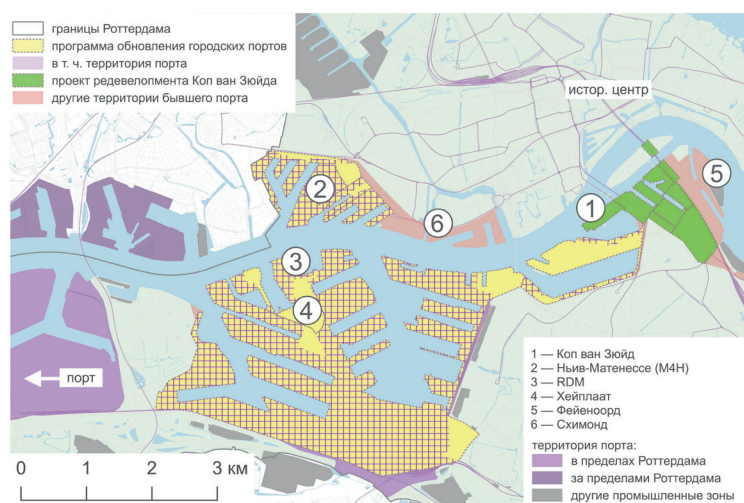 границы Роттердама
программа обновления городских портов
в т. ч. территория порта
проект редевелопмента Коп ван Зюйда
другие территории бывшего порта
истор. центр
2
5
1
6
3
4
порт
0 1 2 3 км
1 — Коп ван Зюйд
2 — Ньив-Матенессе (М4Н)
3 — RDM
4 — Хейплаат
5 — Фейеноорд
6 — Схимонд
территория порта:
в пределах Роттердама
за пределами Роттердама
другие промышленные зоны